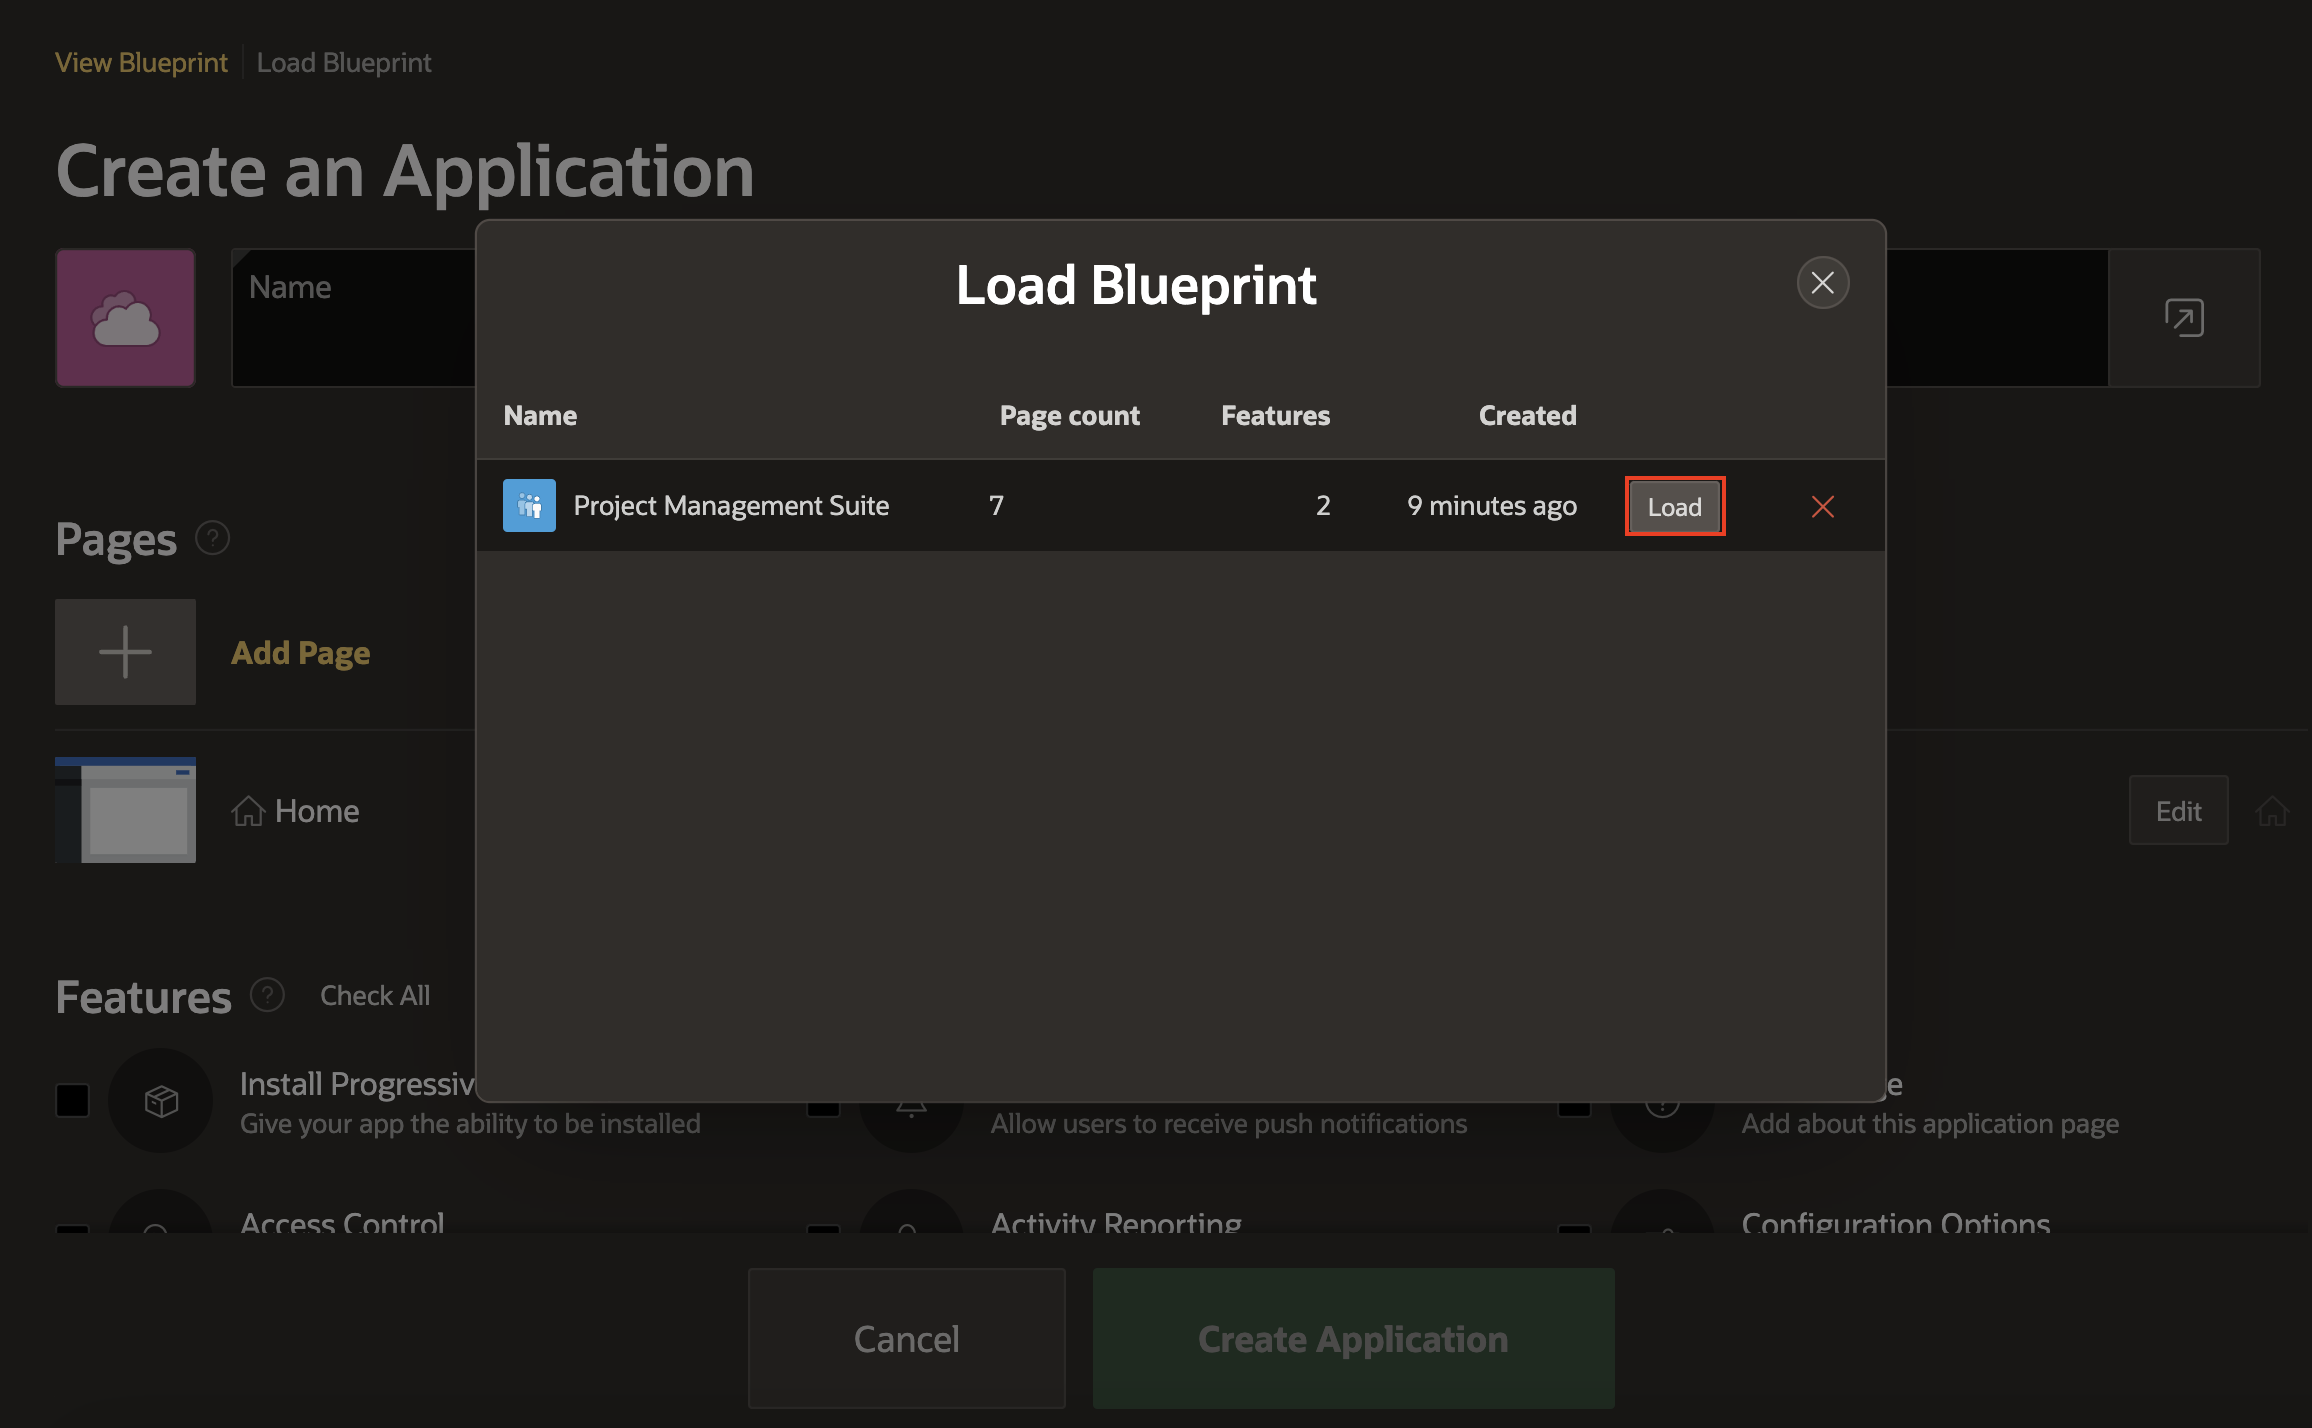 View Blueprint Load Blueprint
Create an Application
Name
Load Blueprint
Name Page count Features Created
Project Management Suite 7 2 9 minutes ago Load
Pages ?
Add Page
Home
Edit
Features ? Check All
Install Progressiv
Give your app the ability to be installed
Allow users to receive push notifications
e
Add about this application page
Access Control
Activity Reporting
Configuration Options
Cancel
Create Application